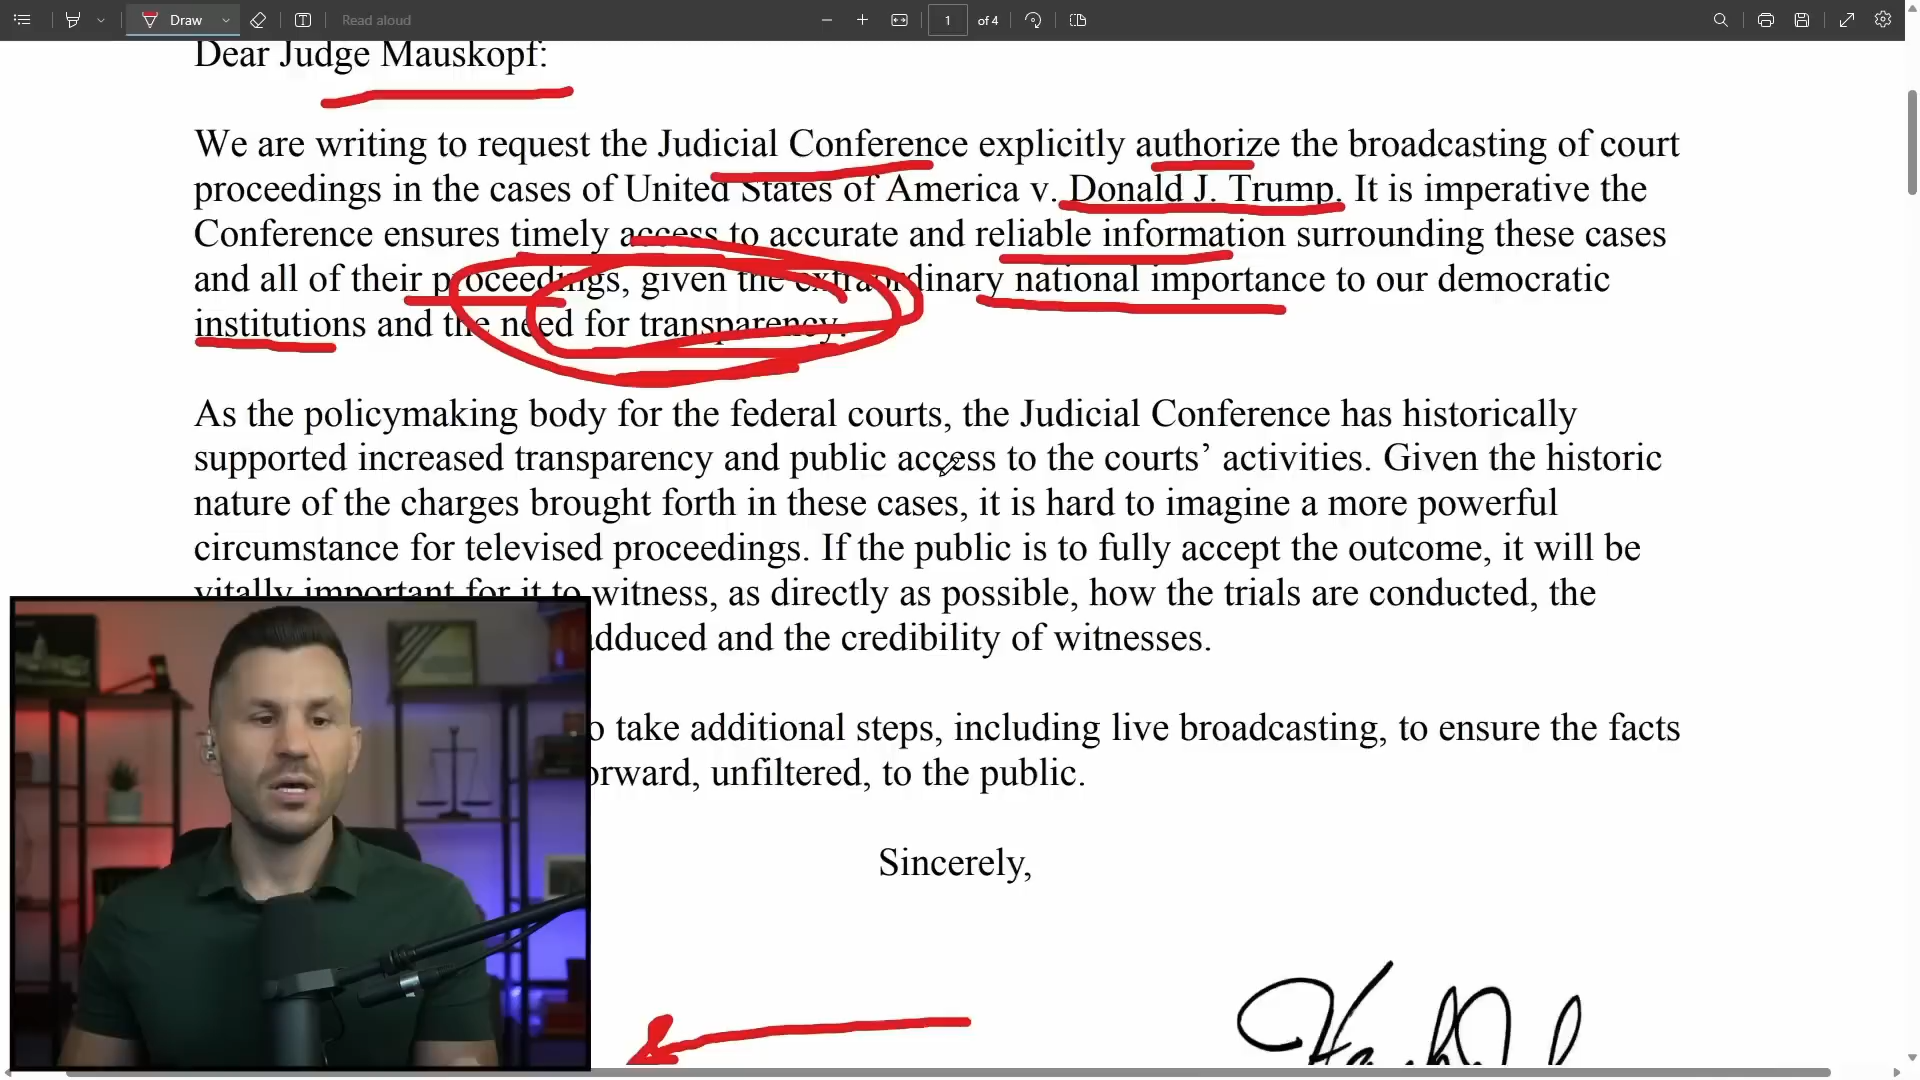 Draw
Read aloud
1
of 4
Dear Judge Mauskopf:
We are writing to request the Judicial Conference explicitly authorize the broadcasting of court
proceedings in the cases of United States of America v. Donald J. Trump. It is imperative the
Conference ensures timely access to accurate and reliable information surrounding these cases
and all of their proceedings, given the extraordinary national importance to our democratic
institutions and the need for transparency.
As the policymaking body for the federal courts, the Judicial Conference has historically
supported increased transparency and public access to the courts’ activities. Given the historic
nature of the charges brought forth in these cases, it is hard to imagine a more powerful
circumstance for televised proceedings. If the public is to fully accept the outcome, it will be
vitally important for it to witness, as directly as possible, how the trials are conducted, the
adduced and the credibility of witnesses.
to take additional steps, including live broadcasting, to ensure the facts
forward, unfiltered, to the public.
Sincerely,